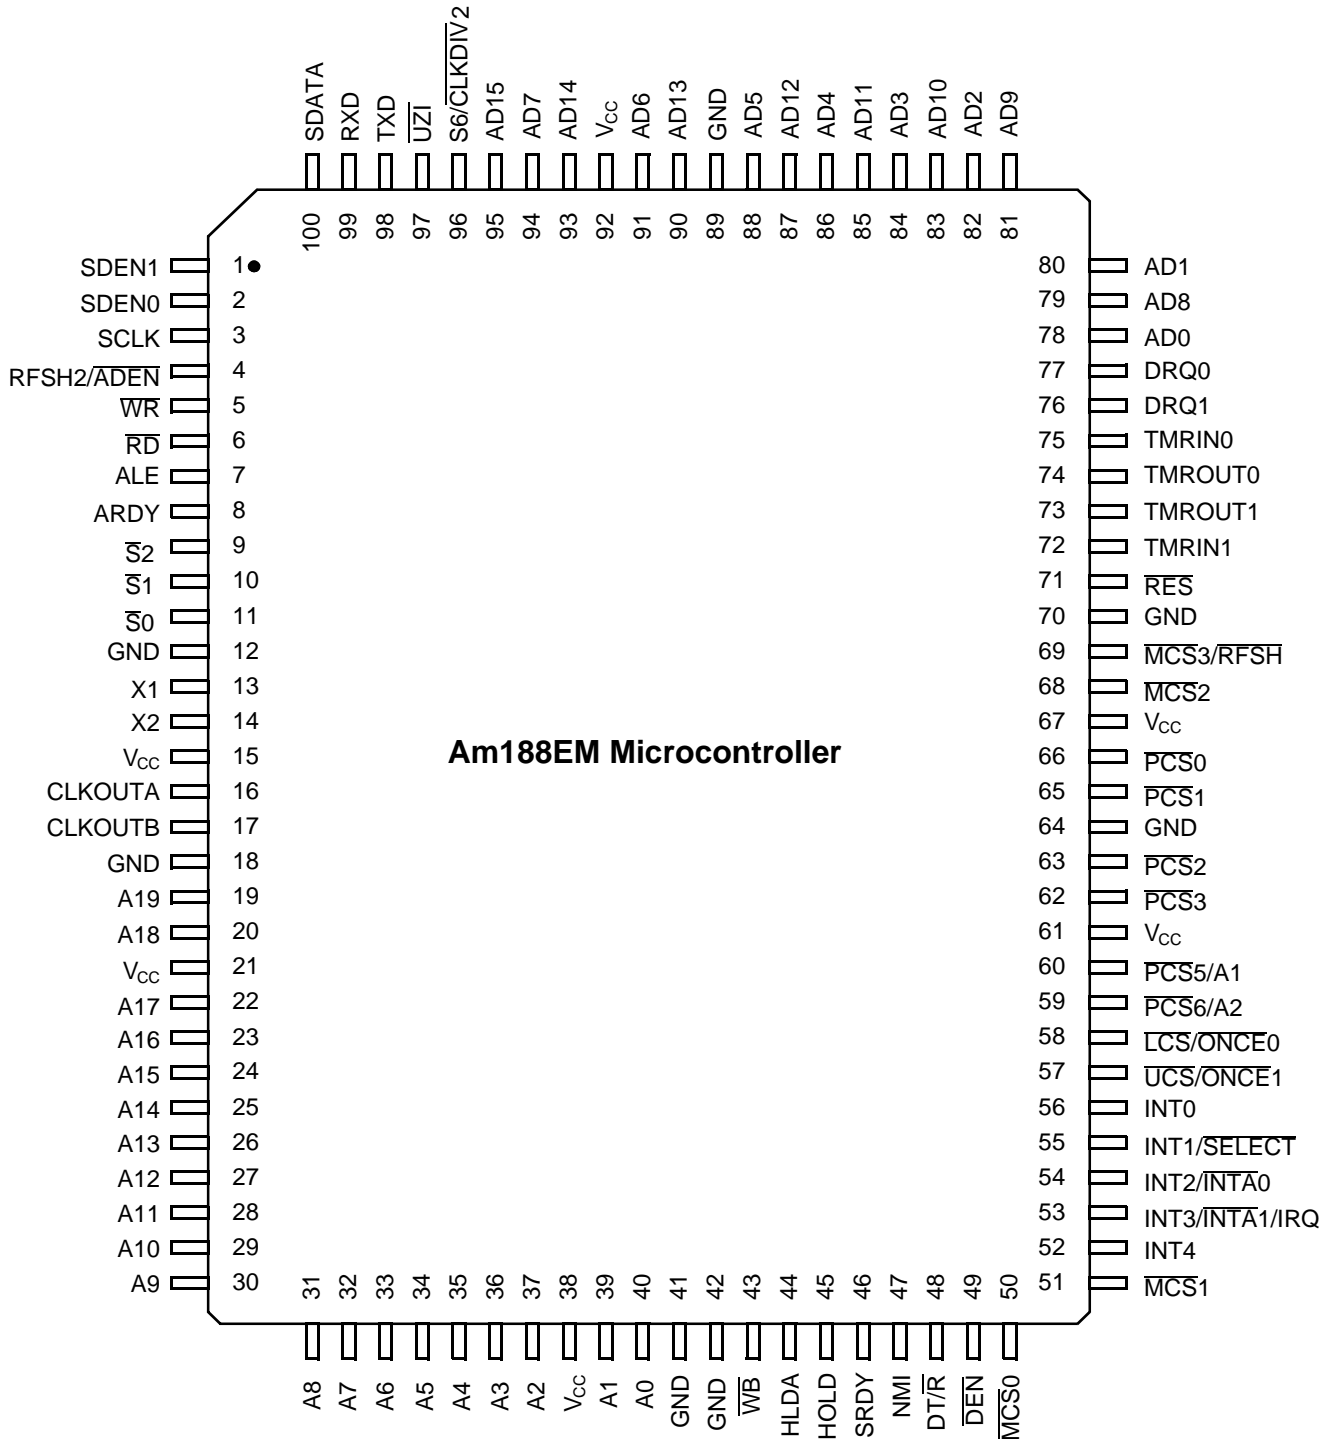 SDATA
RXD
TXD
UZI
S6/CLKDIV2
AD15
AD7
AD14
VCC
AD6
AD13
GND
AD5
AD12
AD4
AD11
AD3
AD10
AD2
AD9
100
99
98
97
96
95
94
93
92
91
90
89
88
87
86
85
84
83
82
81
SDEN1 1 80 AD1
SDEN0 2 79 AD8
SCLK 3 78 AD0
RFSH2/ADEN 4 77 DRQ0
WR 5 76 DRQ1
RD 6 75 TMRIN0
ALE 7 74 TMROUT0
ARDY 8 73 TMROUT1
S2 9 72 TMRIN1
S1 10 71 RES
S0 11 70 GND
GND 12 69 MCS3/RFSH
X1 13 68 MCS2
X2 14 67 VCC
Am188EM Microcontroller
VCC 15 66 PCS0
CLKOUTA 16 65 PCS1
CLKOUTB 17 64 GND
GND 18 63 PCS2
A19 19 62 PCS3
A18 20 61 VCC
VCC 21 60 PCS5/A1
A17 22 59 PCS6/A2
A16 23 58 LCS/ONCE0
A15 24 57 UCS/ONCE1
A14 25 56 INT0
A13 26 55 INT1/SELECT
A12 27 54 INT2/INTA0
A11 28 53 INT3/INTA1/IRQ
A10 29 52 INT4
A9 30 51 MCS1
31
32
33
34
35
36
37
38
39
40
41
42
43
44
45
46
47
48
49
50
A8
A7
A6
A5
A4
A3
A2
VCC
A1
A0
GND
GND
WB
HLDA
HOLD
SRDY
NMI
DT/R
DEN
MCS0